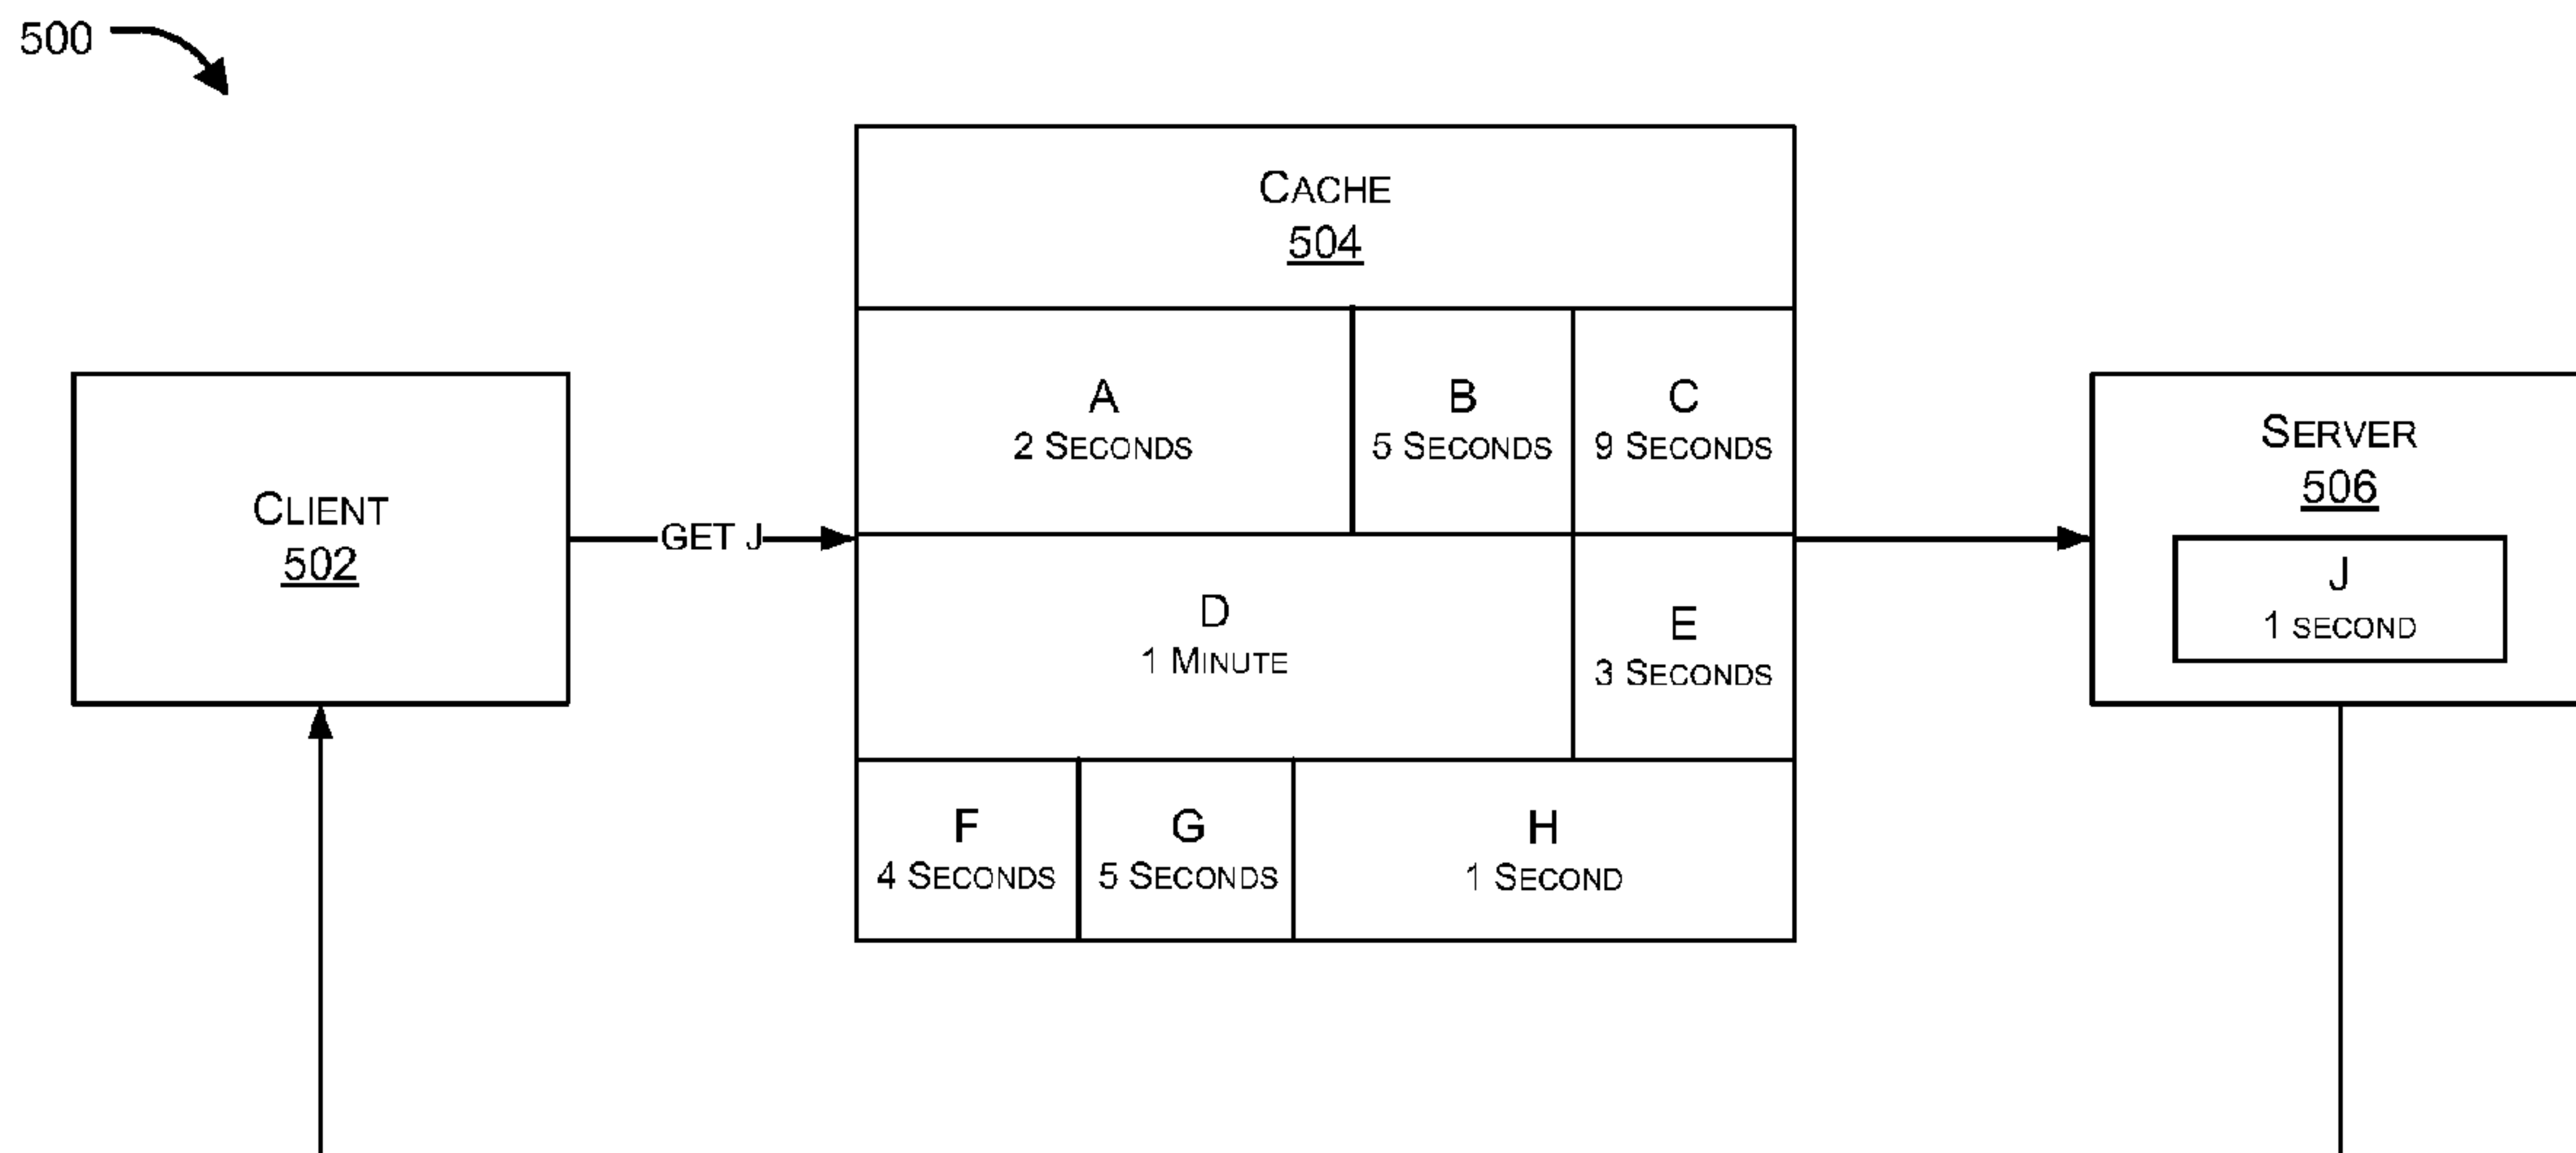 500
CACHE
504
A
2 SECONDS
B
5 SECONDS
C
9 SECONDS
CLIENT
502
GET J
SERVER
506
J
1 SECOND
D
1 MINUTE
E
3 SECONDS
F
4 SECONDS
G
5 SECONDS
H
1 SECOND